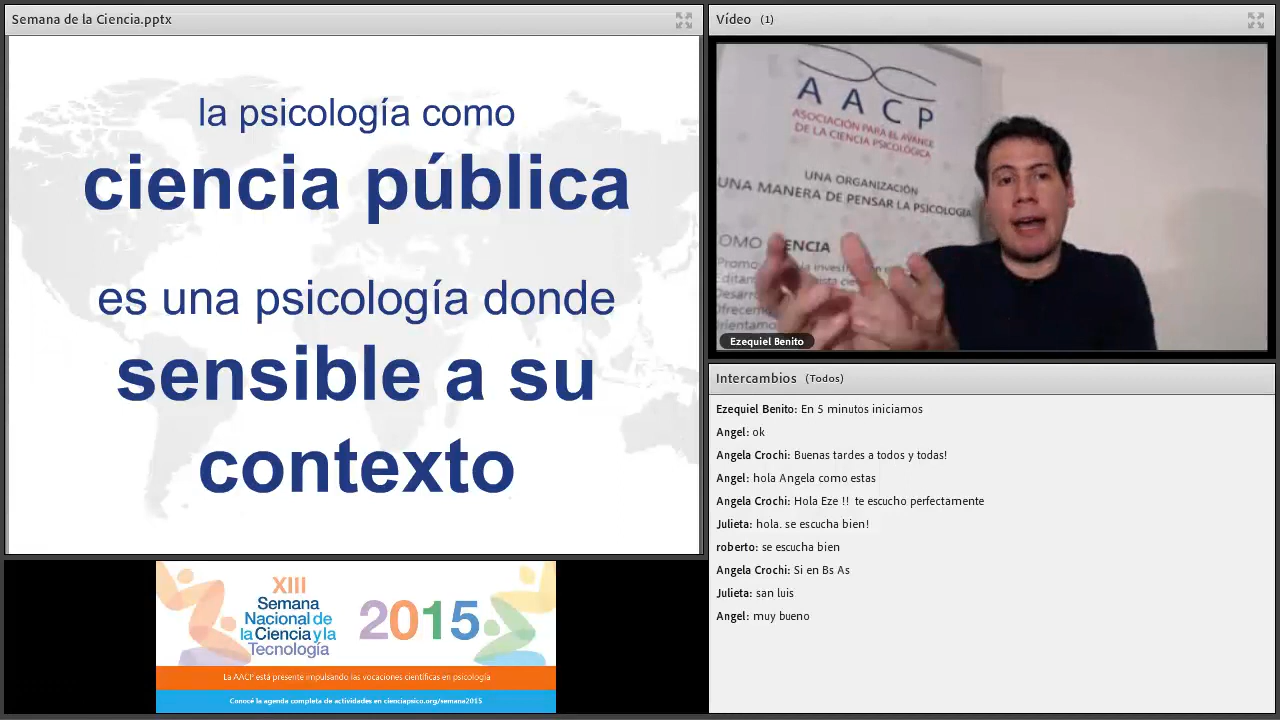 Semana de la Ciencia.pptx
la psicología como
ciencia pública
es una psicología donde
sensible a su
contexto
XIII
Semana
Nacional de
la Ciencia y la
Tecnología
2015
La AACP está presente impulsando las vocaciones científicas en psicología
Conocé la agenda completa de actividades en cienciapsico.org/semana2015
Vídeo (1)
AACP
ASOCIACIÓN PARA EL AVANCE
DE LA CIENCIA PSICOLÓGICA
UNA ORGANIZACIÓN
UNA MANERA DE PENSAR LA PSICOLOGÍA
Ezequiel Benito
Intercambios (Todos)
Ezequiel Benito: En 5 minutos iniciamos
Angel: ok
Angela Crochi: Buenas tardes a todos y todas!
Angel: hola Angela como estas
Angela Crochi: Hola Eze !! te escucho perfectamente
Julieta: hola. se escucha bien!
roberto: se escucha bien
Angela Crochi: Si en Bs As
Julieta: san luis
Angel: muy bueno